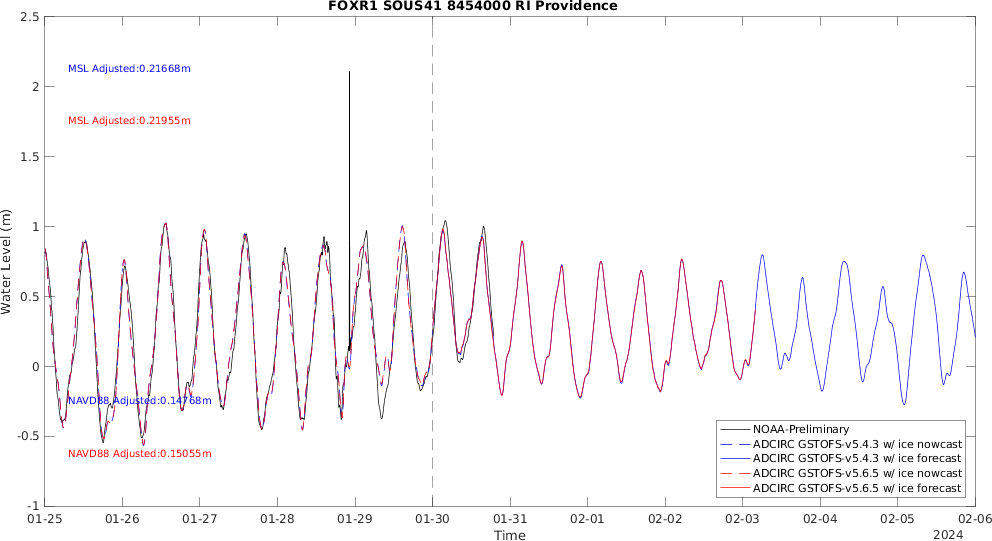 FOXR1 SOUS41 8454000 RI Providence
2.5
2
1.5
1
0.5
0
-0.5
-1
Water Level (m)
MSL Adjusted:0.21668m
MSL Adjusted:0.21955m
NAVD88 Adjusted:0.14768m
NAVD88 Adjusted:0.15055m
NOAA-Preliminary
ADCIRC GSTOFS-v5.4.3 w/ ice nowcast
ADCIRC GSTOFS-v5.4.3 w/ ice forecast
ADCIRC GSTOFS-v5.6.5 w/ ice nowcast
ADCIRC GSTOFS-v5.6.5 w/ ice forecast
01-25 01-26 01-27 01-28 01-29 01-30 01-31 02-01 02-02 02-03 02-04 02-05 02-06
Time
2024